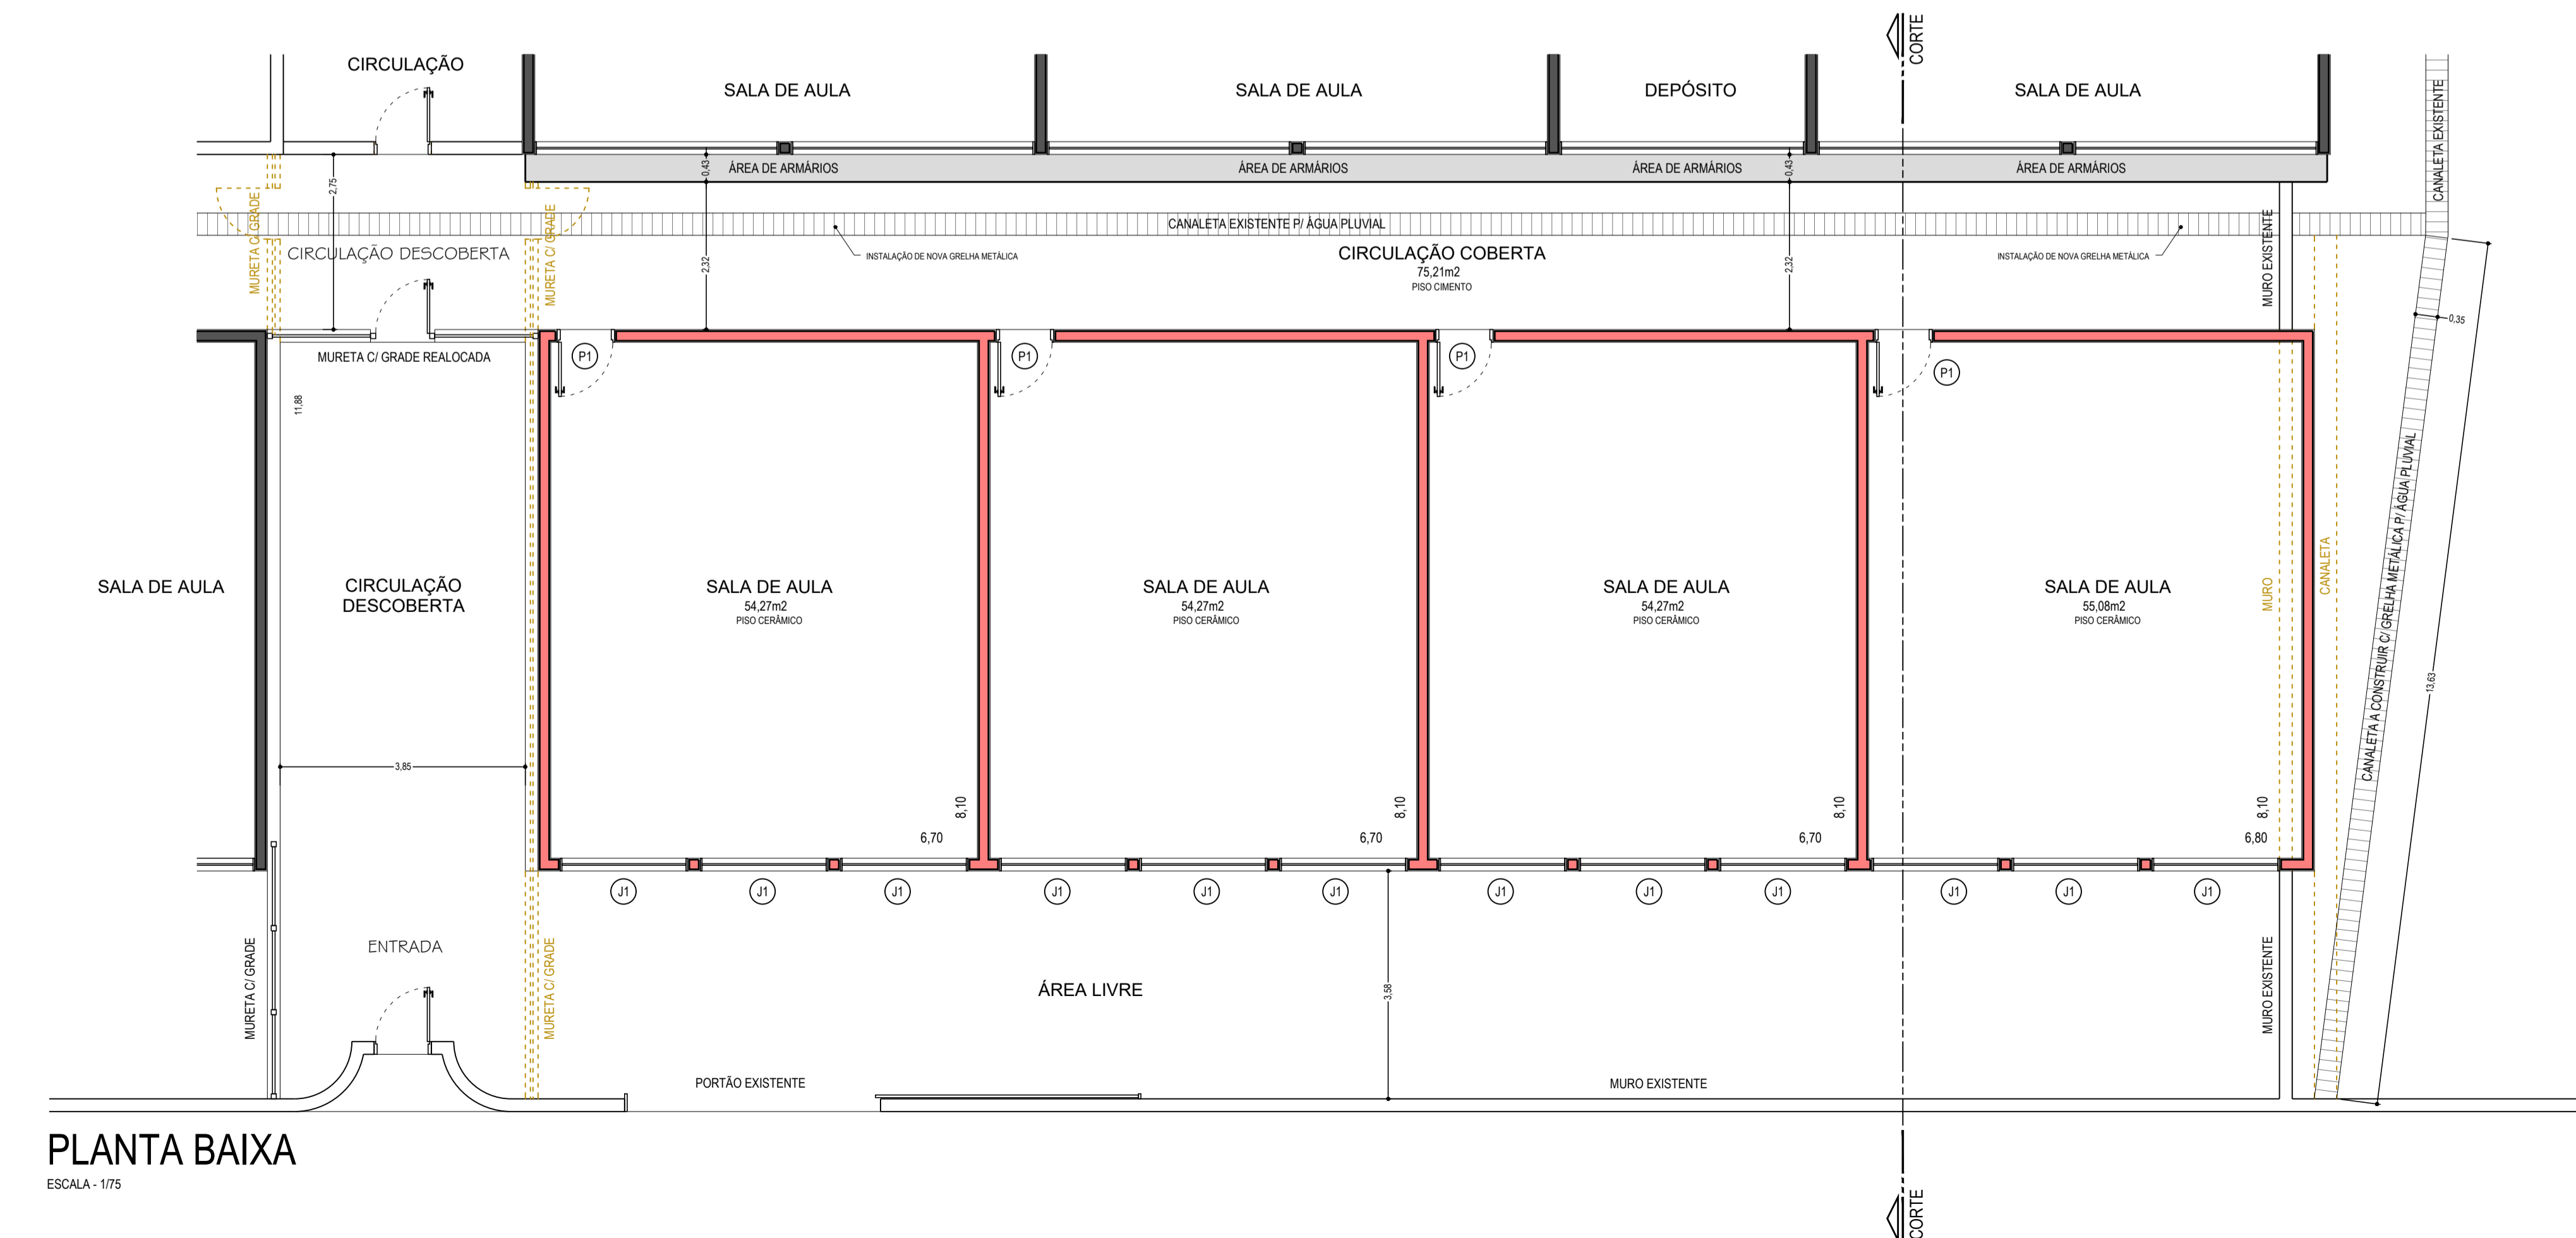 CORTE
CIRCULAÇÃO
SALA DE AULA
SALA DE AULA
DEPÓSITO
SALA DE AULA
CANALETA EXISTENTE
ÁREA DE ARMÁRIOS
ÁREA DE ARMÁRIOS
ÁREA DE ARMÁRIOS
ÁREA DE ARMÁRIOS
0,43
0,43
2,75
MURETA C/ GRADE
MURETA C/ GRADE
CANALETA EXISTENTE P/ ÁGUA PLUVIAL
MURO EXISTENTE
CIRCULAÇÃO DESCOBERTA
INSTALAÇÃO DE NOVA GRELHA METÁLICA
CIRCULAÇÃO COBERTA
75,21m2
PISO CIMENTO
INSTALAÇÃO DE NOVA GRELHA METÁLICA
2,32
2,32
0,35
MURETA C/ GRADE REALOCADA
P1
P1
P1
P1
11,88
SALA DE AULA
CIRCULAÇÃO
DESCOBERTA
SALA DE AULA
54,27m2
PISO CERÂMICO
SALA DE AULA
54,27m2
PISO CERÂMICO
SALA DE AULA
54,27m2
PISO CERÂMICO
SALA DE AULA
55,08m2
PISO CERÂMICO
MURO
CANALETA
CANALETA A CONSTRUIR C/ GRELHA METÁLICA P/ ÁGUA PLUVIAL
13,63
3,85
8,10
6,70
8,10
6,70
8,10
6,70
8,10
6,80
J1
J1
J1
J1
J1
J1
J1
J1
J1
J1
J1
J1
MURETA C/ GRADE
ENTRADA
MURETA C/ GRADE
ÁREA LIVRE
3,58
MURO EXISTENTE
PORTÃO EXISTENTE
MURO EXISTENTE
PLANTA BAIXA
ESCALA - 1/75
CORTE